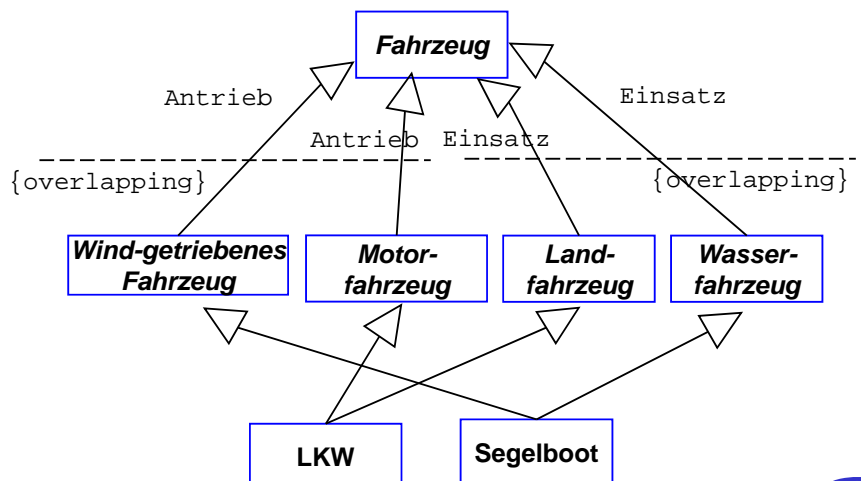 Fahrzeug
Antrieb
Einsatz
Antrieb
Einsatz
{overlapping}
{overlapping}
Wind-getriebenes
Fahrzeug
Motor-
fahrzeug
Land-
fahrzeug
Wasser-
fahrzeug
LKW
Segelboot